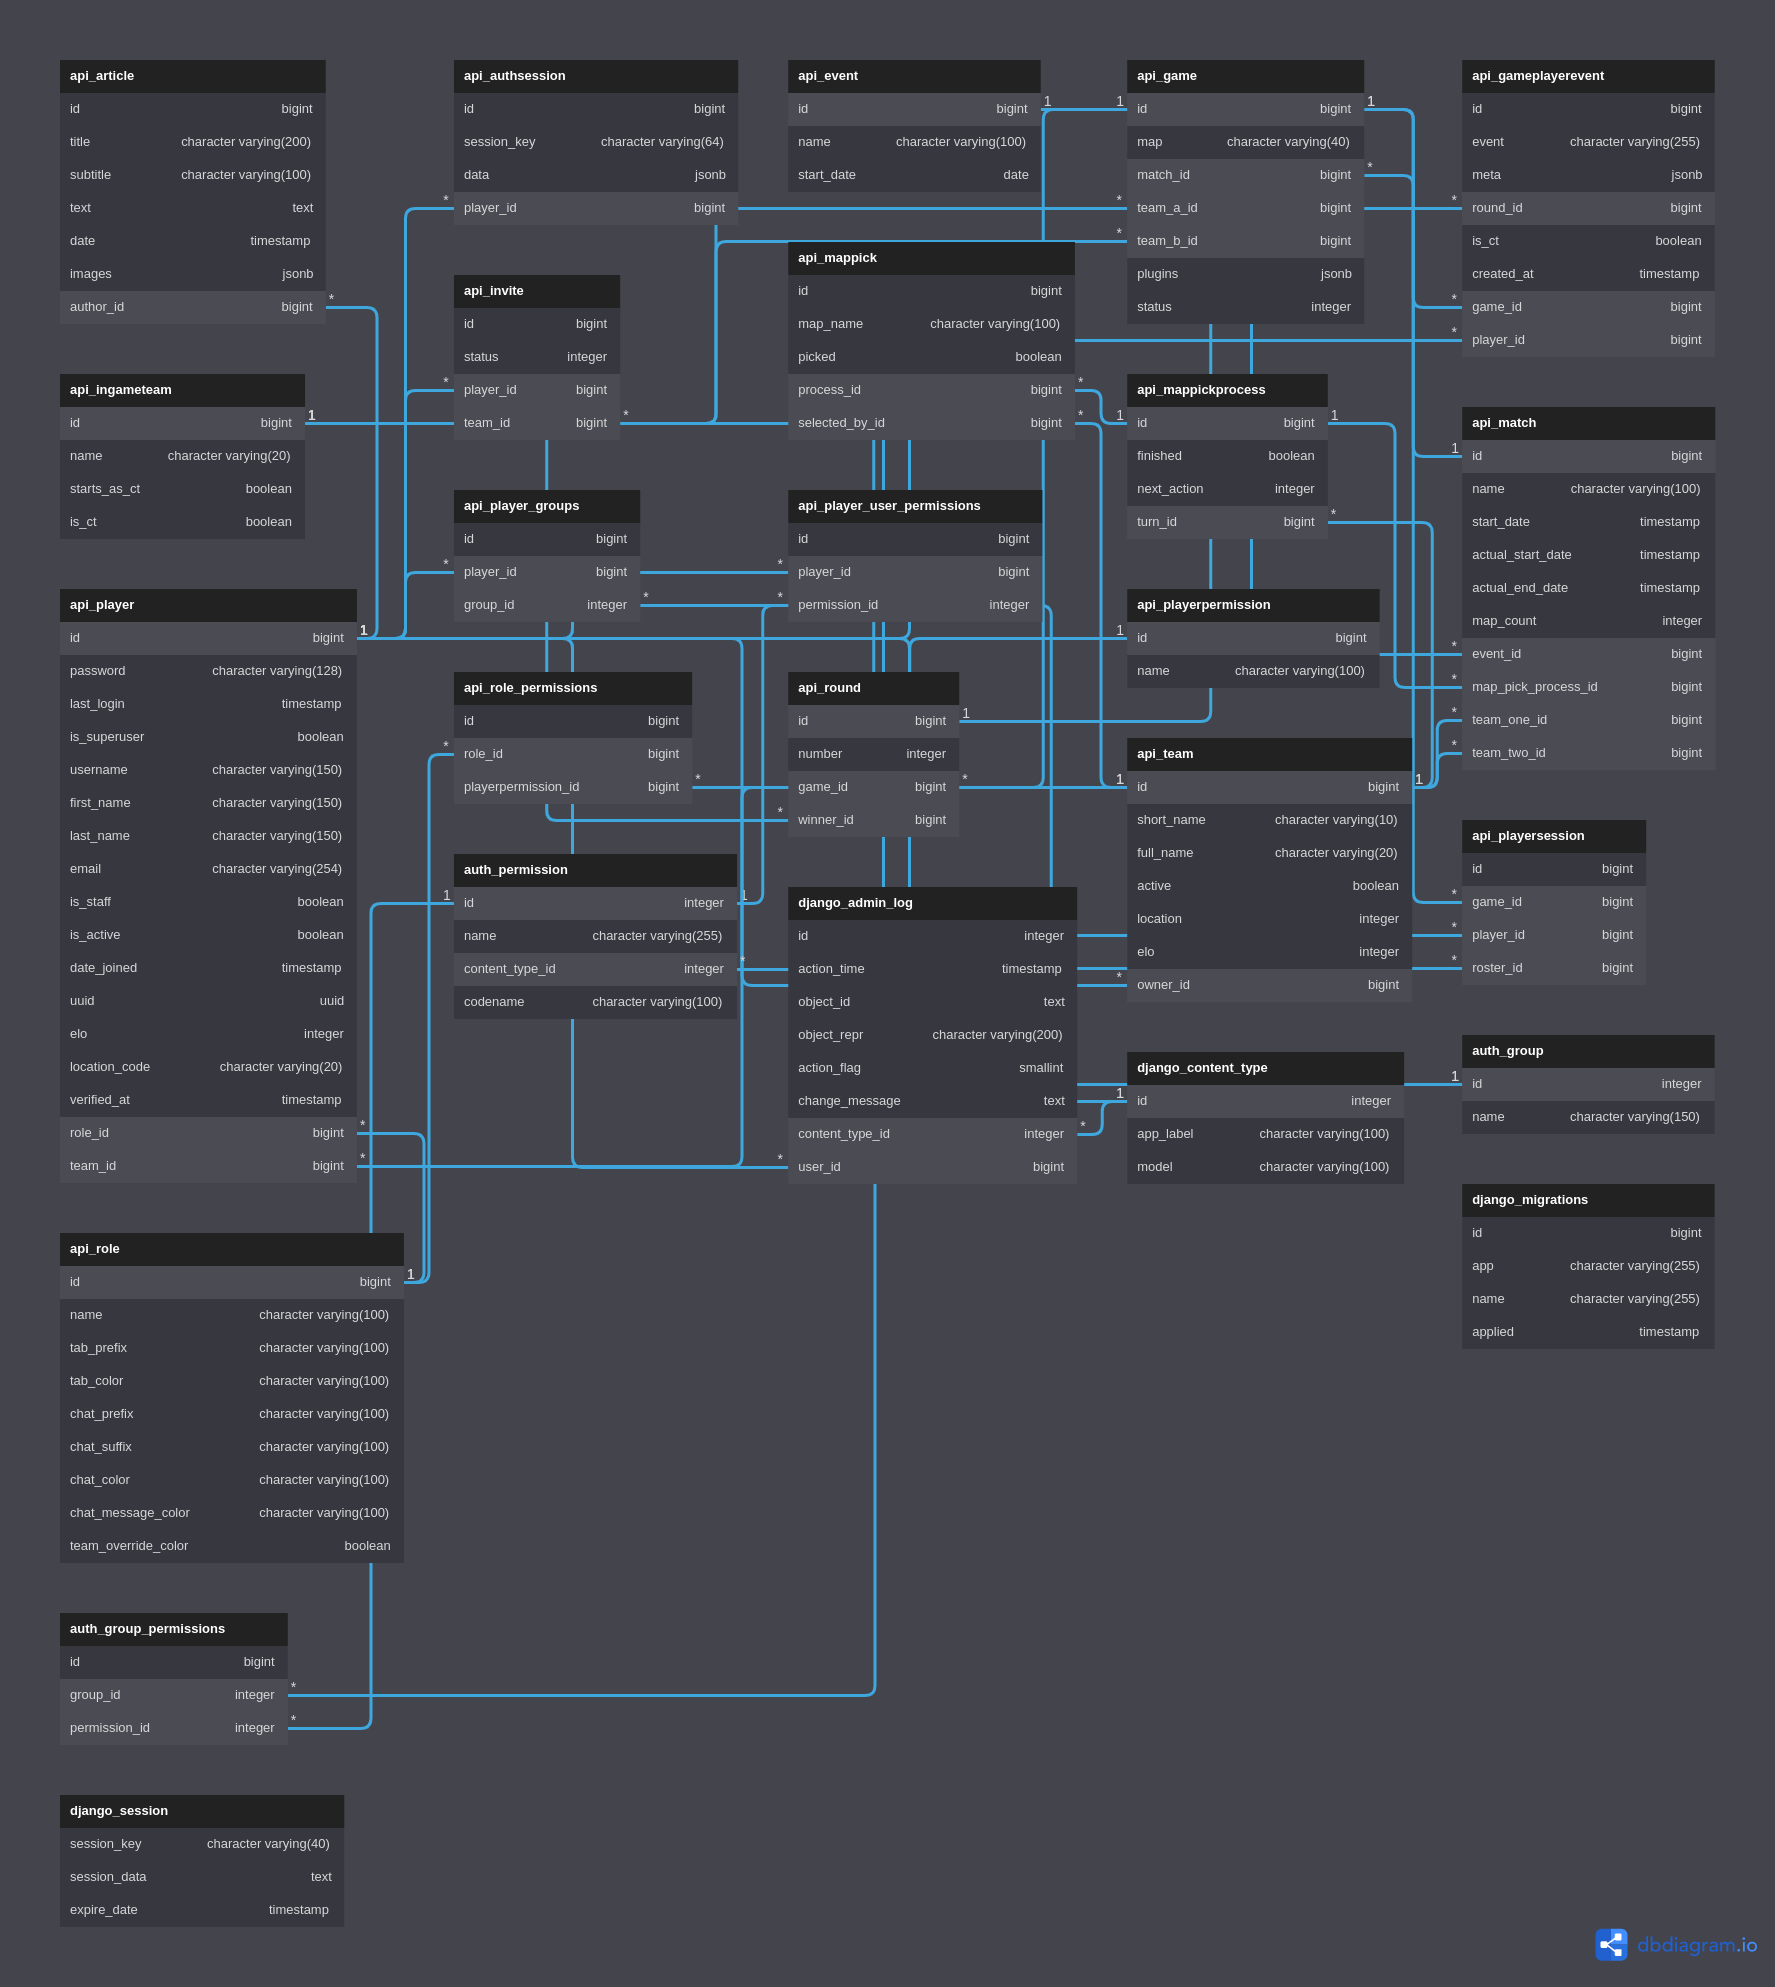 api_article
id bigint
title character varying(200)
subtitle character varying(100)
text text
date timestamp
images jsonb
author_id bigint *
api_ingameteam
id bigint 1
name character varying(20)
starts_as_ct boolean
is_ct boolean
api_player
id bigint 1
password character varying(128)
last_login timestamp
is_superuser boolean
username character varying(150)
first_name character varying(150)
last_name character varying(150)
email character varying(254)
is_staff boolean
is_active boolean
date_joined timestamp
uuid uuid
elo integer
location_code character varying(20)
verified_at timestamp
role_id bigint *
team_id bigint *
api_role
id bigint 1
name character varying(100)
tab_prefix character varying(100)
tab_color character varying(100)
chat_prefix character varying(100)
chat_suffix character varying(100)
chat_color character varying(100)
chat_message_color character varying(100)
team_override_color boolean
auth_group_permissions
id bigint
group_id integer *
permission_id integer *
django_session
session_key character varying(40)
session_data text
expire_date timestamp
api_authsession
id bigint
session_key character varying(64)
data jsonb
* player_id bigint
api_invite
id bigint
status integer
* player_id bigint
team_id bigint *
api_player_groups
id bigint
* player_id bigint
group_id integer *
api_role_permissions
id bigint
* role_id bigint
playerpermission_id bigint *
auth_permission
1 id integer 1
name character varying(255)
content_type_id integer *
codename character varying(100)
api_event
id bigint 1
name character varying(100)
start_date date
api_mappick
id bigint
map_name character varying(100)
picked boolean
process_id bigint *
selected_by_id bigint *
api_player_user_permissions
id bigint
* player_id bigint
* permission_id integer
api_round
id bigint 1
number integer
game_id bigint *
* winner_id bigint
django_admin_log
id integer
action_time timestamp
object_id text
object_repr character varying(200)
action_flag smallint
change_message text
content_type_id integer *
* user_id bigint
api_game
1 id bigint 1
map character varying(40)
match_id bigint *
* team_a_id bigint
* team_b_id bigint
plugins jsonb
status integer
api_mappickprocess
1 id bigint 1
finished boolean
next_action integer
turn_id bigint *
api_playerpermission
1 id bigint
name character varying(100)
api_team
1 id bigint 1
short_name character varying(10)
full_name character varying(20)
active boolean
location integer
elo integer
* owner_id bigint
django_content_type
1 id integer
app_label character varying(100)
model character varying(100)
api_gameplayerevent
id bigint
event character varying(255)
meta jsonb
* round_id bigint
is_ct boolean
created_at timestamp
* game_id bigint
* player_id bigint
api_match
1 id bigint
name character varying(100)
start_date timestamp
actual_start_date timestamp
actual_end_date timestamp
map_count integer
* event_id bigint
* map_pick_process_id bigint
* team_one_id bigint
* team_two_id bigint
api_playersession
id bigint
* game_id bigint
* player_id bigint
* roster_id bigint
auth_group
1 id integer
name character varying(150)
django_migrations
id bigint
app character varying(255)
name character varying(255)
applied timestamp
dbdiagram.io